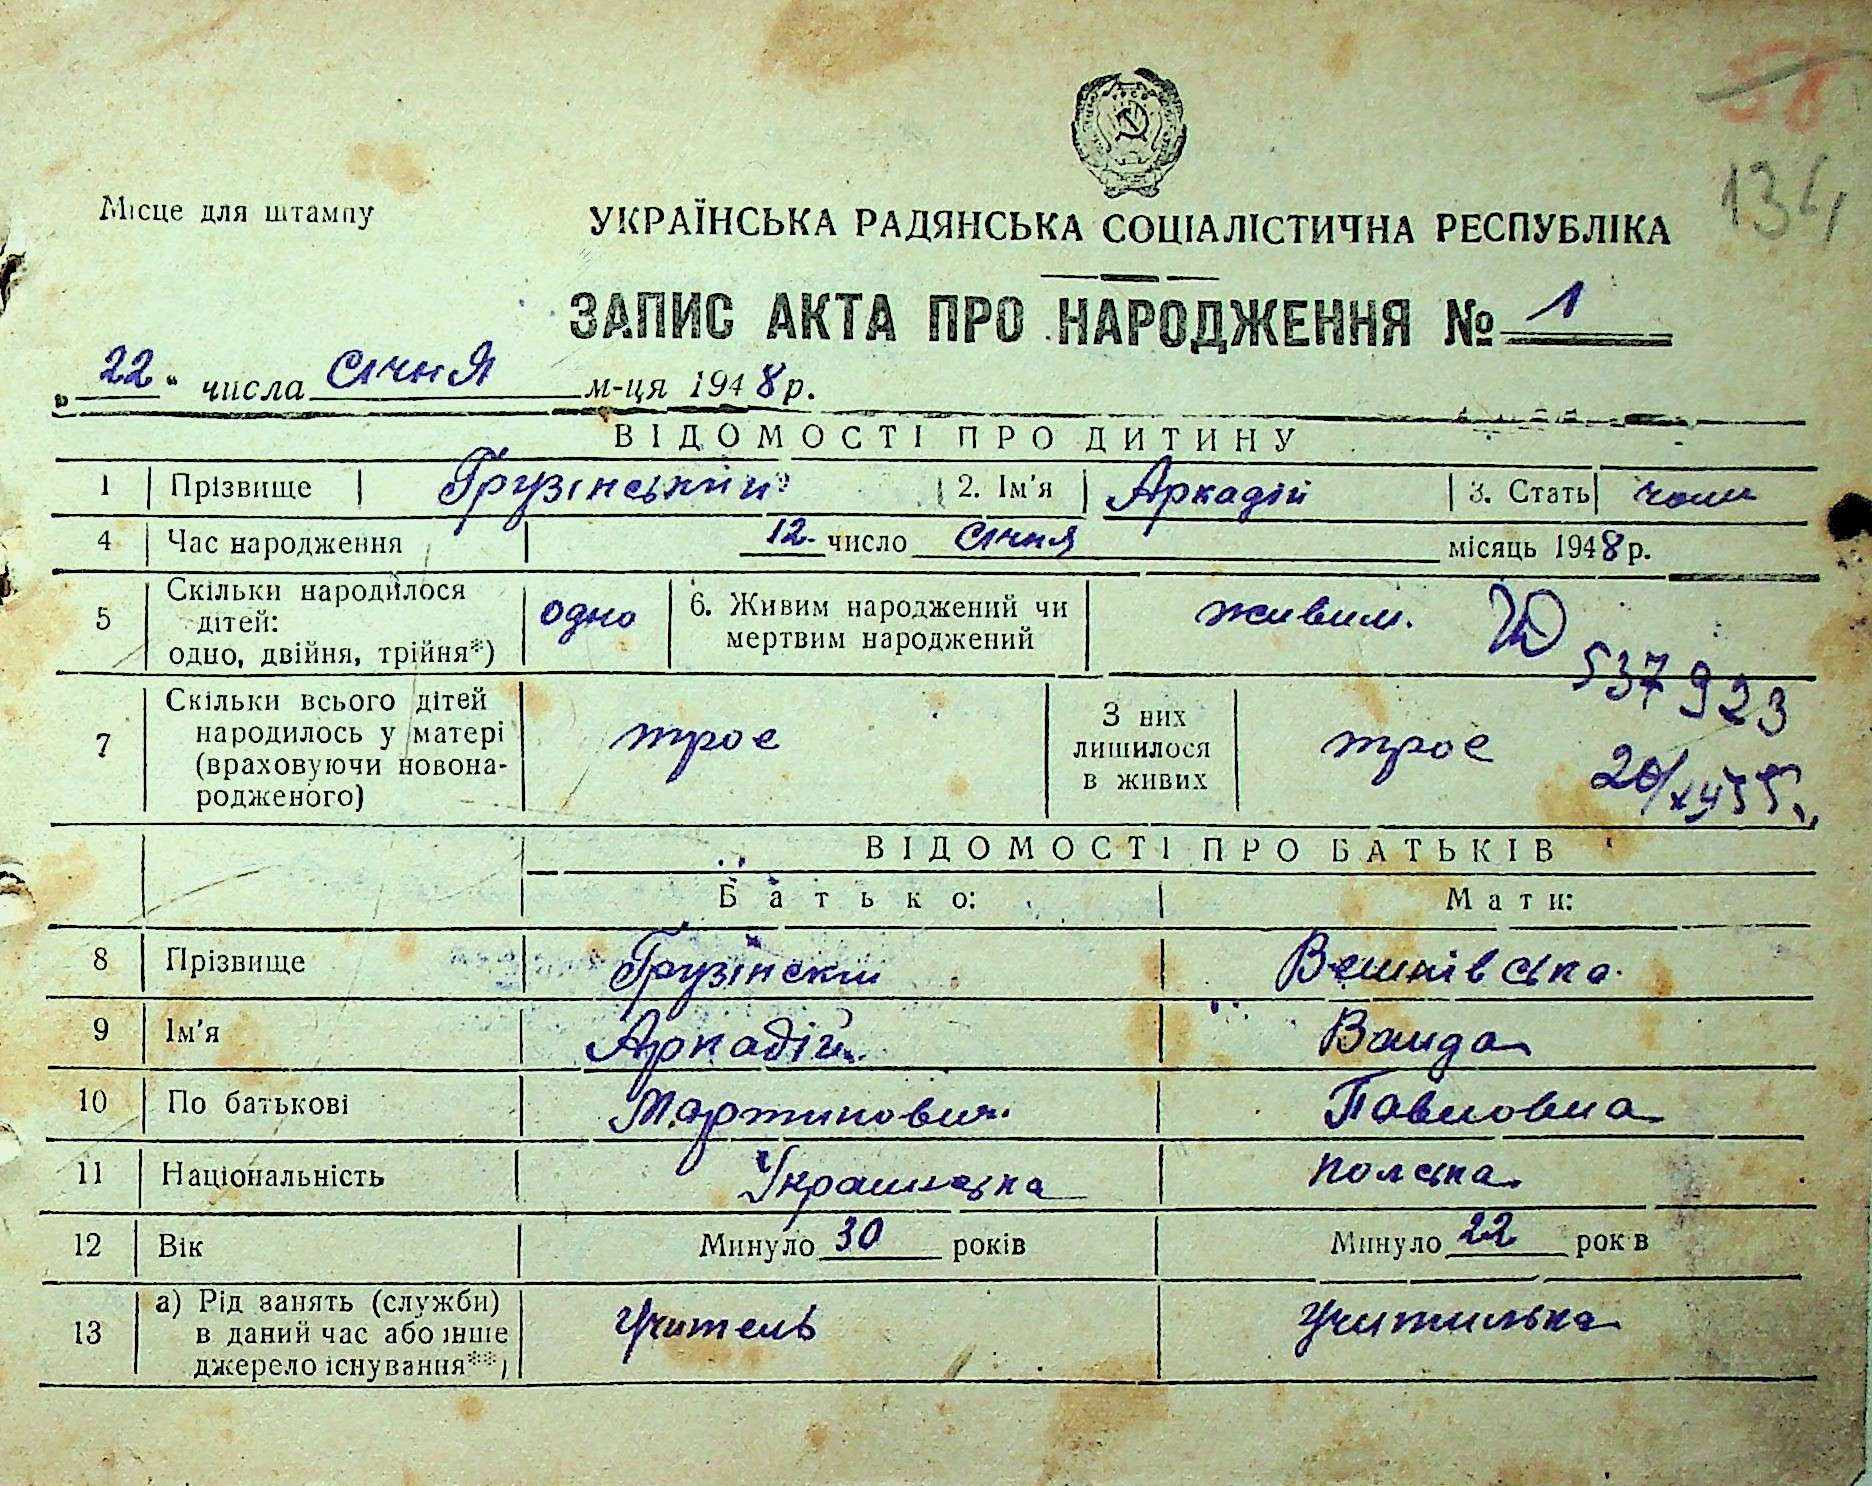 58
134
Місце для штампу
УКРАЇНСЬКА РАДЯНСЬКА СОЦІАЛІСТИЧНА РЕСПУБЛІКА
ЗАПИС АКТА ПРО НАРОДЖЕННЯ № 1
„22“ числа січня м-ця 1948 р.
ВІДОМОСТІ ПРО ДИТИНУ
1 Прізвище Грузінський 2. Ім'я Аркадій 3. Стать чолов
4 Час народження 12 число січня місяць 1948 р.
5 Скільки народилося дітей: одно, двійня, трійня*) одно 6. Живим народжений чи мертвим народжений живим.
537923
7 Скільки всього дітей народилось у матері (враховуючи новонародженого) троє З них лишилося в живих троє
ВІДОМОСТІ ПРО БАТЬКІВ
Батько: Мати:
8 Прізвище Грузінскии Вешнівська
9 Ім'я Аркадій Ванда
10 По батькові Мартинович Павловна
11 Національність Українська польська
12 Вік Минуло 30 років Минуло 22 років
13 а) Рід занять (служби) в даний час або інше джерело існування**) Учитель Учителька